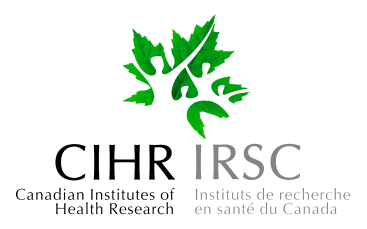 CIHR IRSC
Canadian Institutes of Health Research
Instituts de recherche en santé du Canada